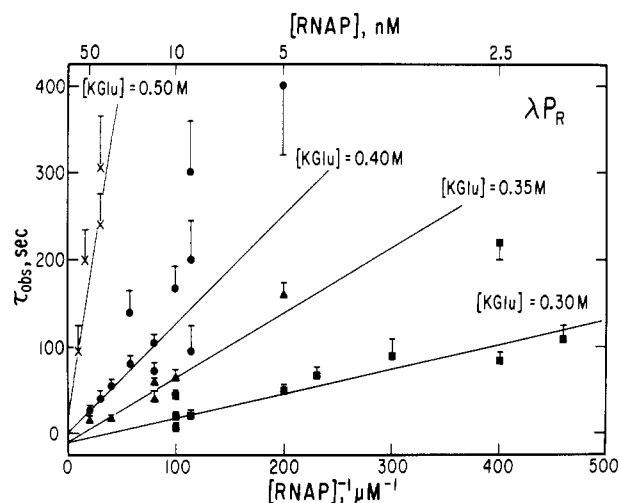 [RNAP], nM
50 10 5 2.5
λP_R
[KGlu] = 0.50 M
[KGlu] = 0.40 M
[KGlu] = 0.35 M
[KGlu] = 0.30 M
τobs, sec
400
300
200
100
0
0 100 200 300 400 500
[RNAP]⁻¹, μM⁻¹